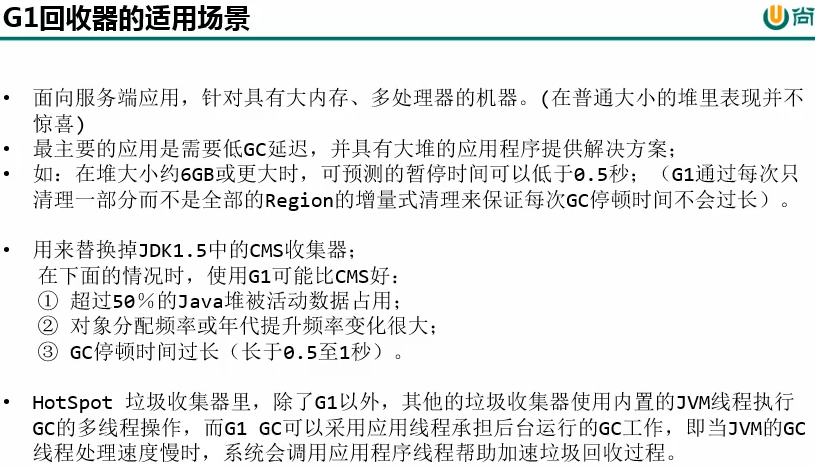 G1回收器的适用场景
尚
• 面向服务端应用，针对具有大内存、多处理器的机器。(在普通大小的堆里表现并不
惊喜)
• 最主要的应用是需要低GC延迟，并具有大堆的应用程序提供解决方案；
• 如：在堆大小约6GB或更大时，可预测的暂停时间可以低于0.5秒；（G1通过每次只
清理一部分而不是全部的Region的增量式清理来保证每次GC停顿时间不会过长）。
• 用来替换掉JDK1.5中的CMS收集器；
在下面的情况时，使用G1可能比CMS好：
① 超过50％的Java堆被活动数据占用；
② 对象分配频率或年代提升频率变化很大；
③ GC停顿时间过长（长于0.5至1秒）。
• HotSpot 垃圾收集器里，除了G1以外，其他的垃圾收集器使用内置的JVM线程执行
GC的多线程操作，而G1 GC可以采用应用线程承担后台运行的GC工作，即当JVM的GC
线程处理速度慢时，系统会调用应用程序线程帮助加速垃圾回收过程。